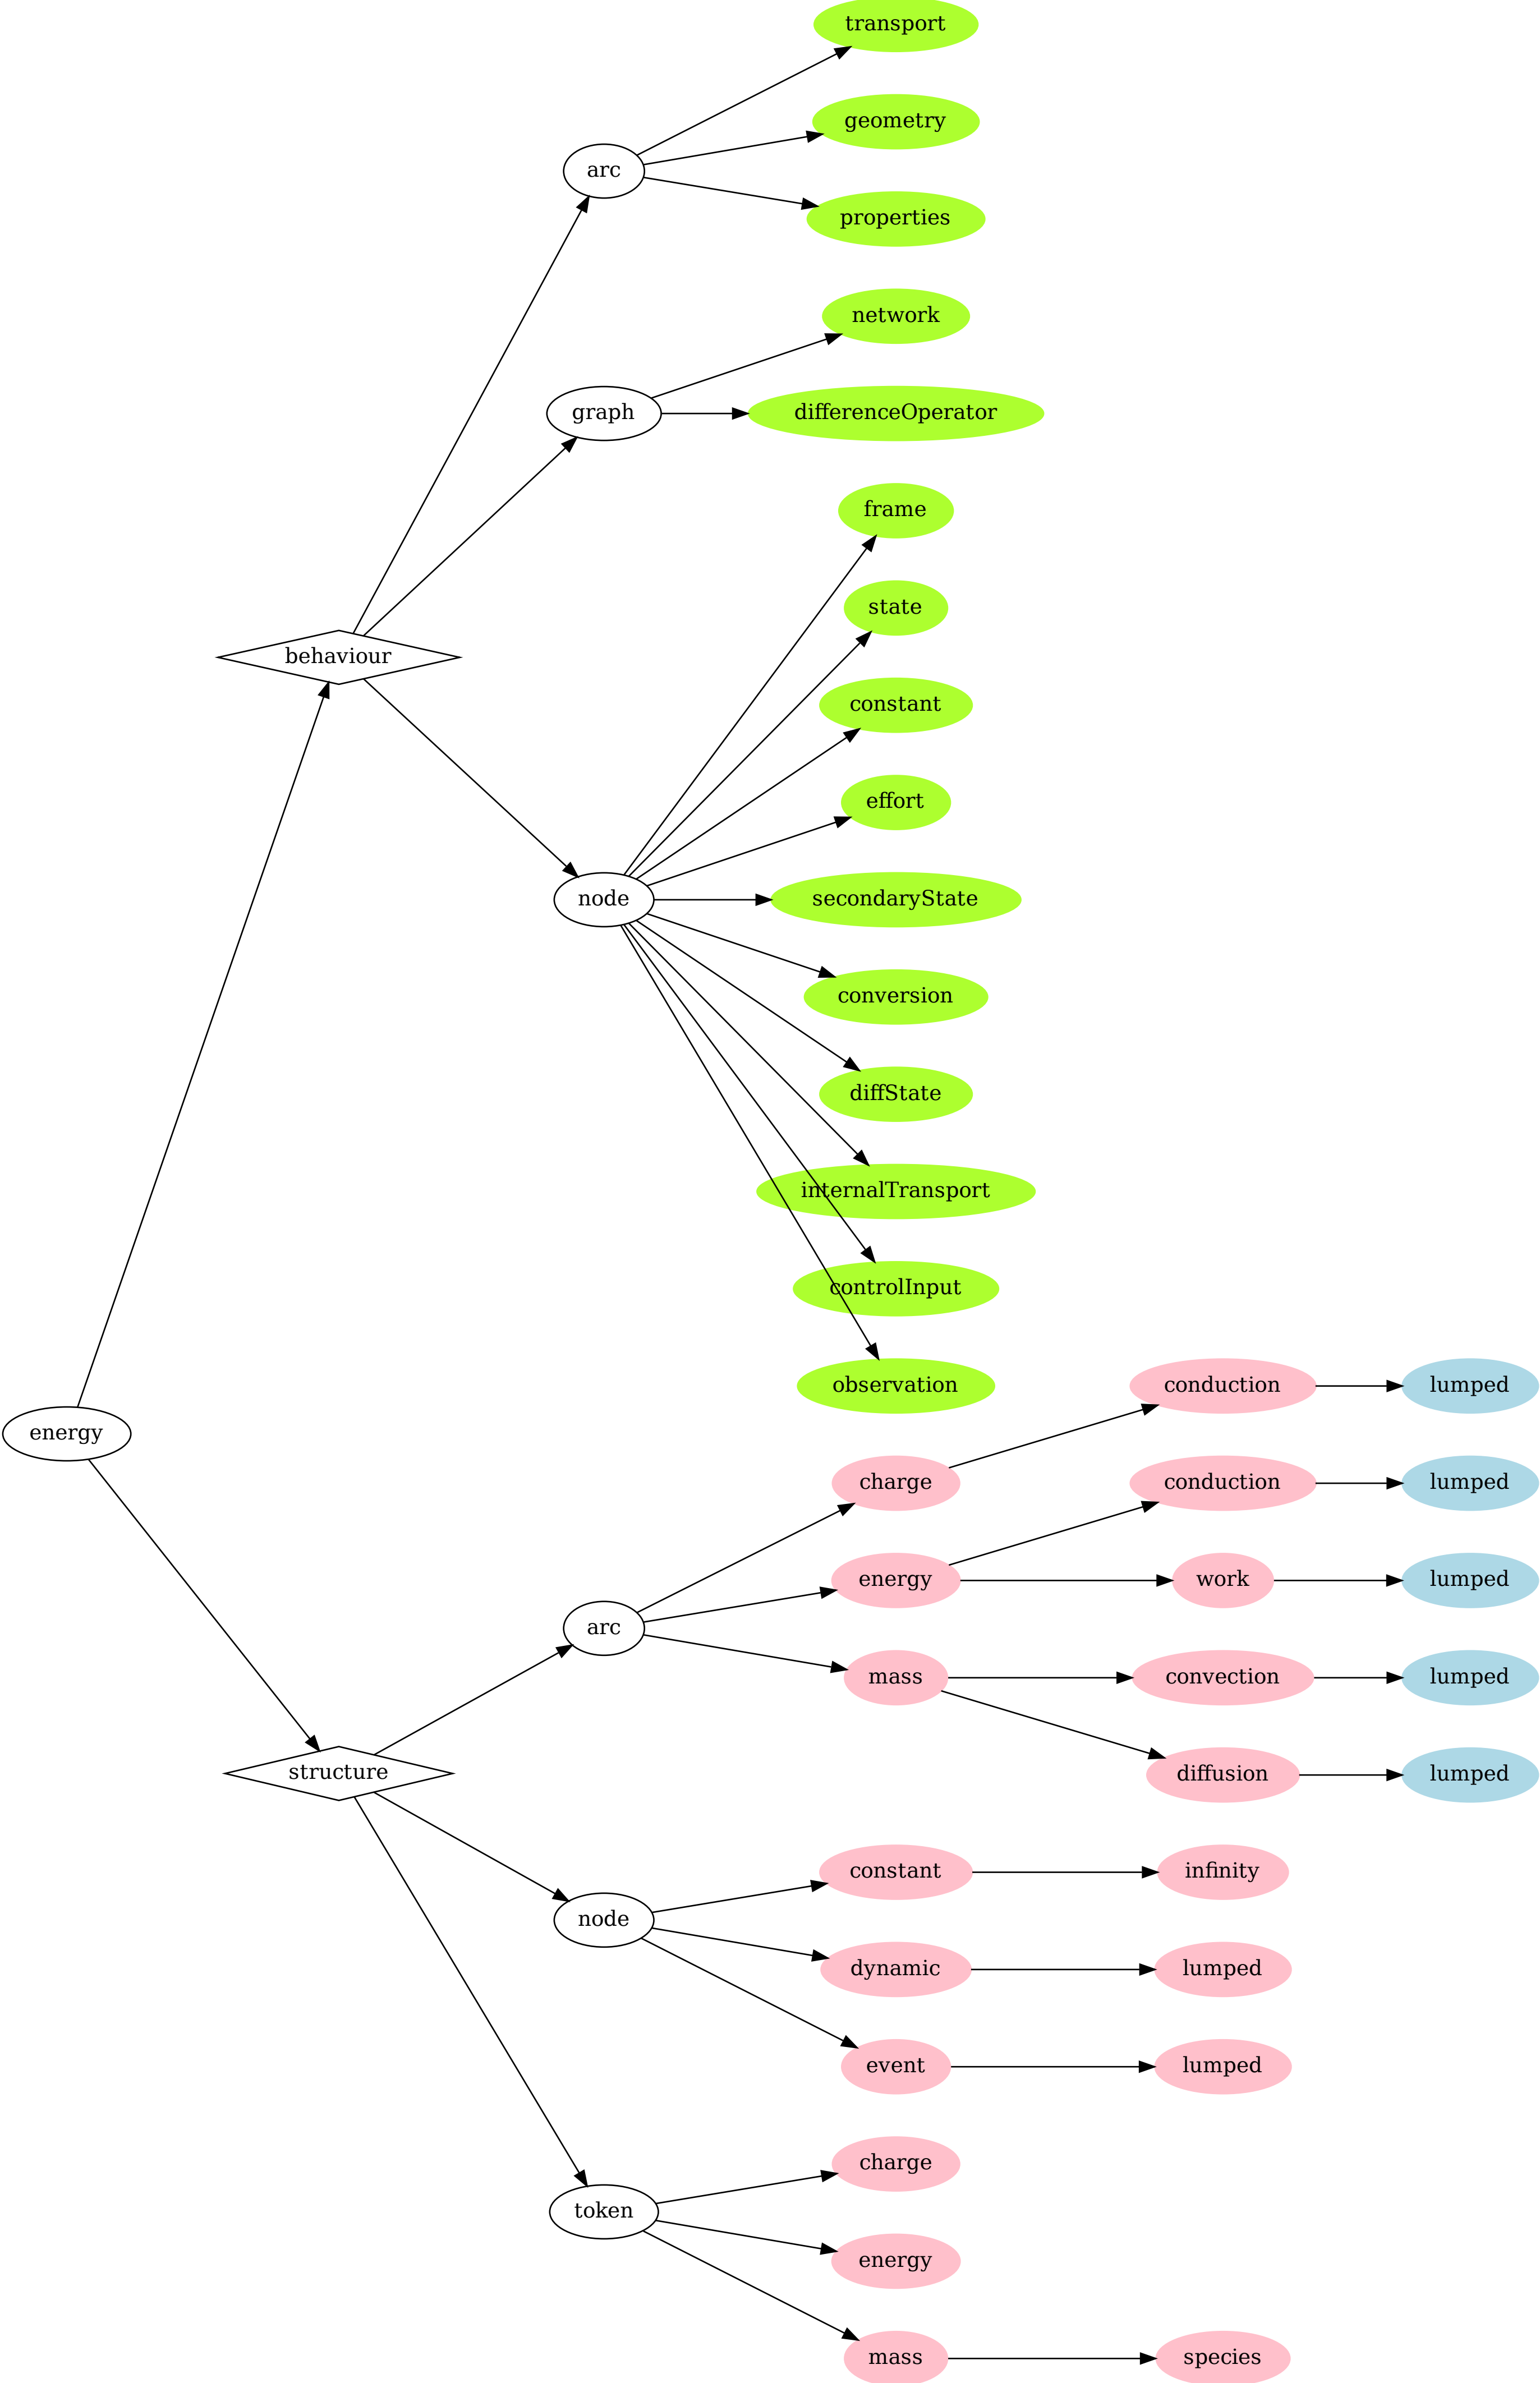 transport
geometry
arc
properties
network
graph
differenceOperator
frame
state
behaviour
constant
effort
node
secondaryState
conversion
diffState
internalTransport
controlInput
observation
conduction
lumped
energy
charge
conduction
lumped
energy
work
lumped
arc
mass
convection
lumped
structure
diffusion
lumped
constant
infinity
node
dynamic
lumped
event
lumped
charge
token
energy
mass
species